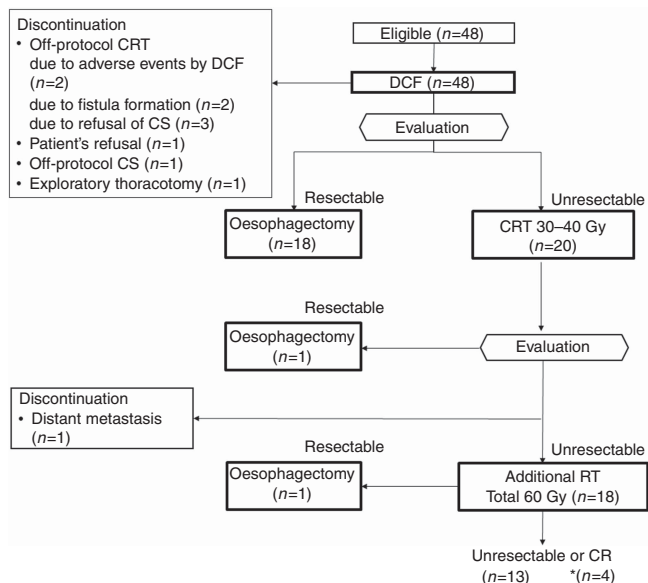 Discontinuation
• Off-protocol CRT
due to adverse events by DCF
(n=2)
due to fistula formation (n=2)
due to refusal of CS (n=3)
• Patient's refusal (n=1)
• Off-protocol CS (n=1)
• Exploratory thoracotomy (n=1)
Eligible (n=48)
DCF (n=48)
Evaluation
Resectable
Unresectable
Oesophagectomy
(n=18)
CRT 30–40 Gy
(n=20)
Resectable
Oesophagectomy
(n=1)
Evaluation
Discontinuation
• Distant metastasis
(n=1)
Resectable
Unresectable
Oesophagectomy
(n=1)
Additional RT
Total 60 Gy (n=18)
Unresectable or CR
(n=13) *(n=4)